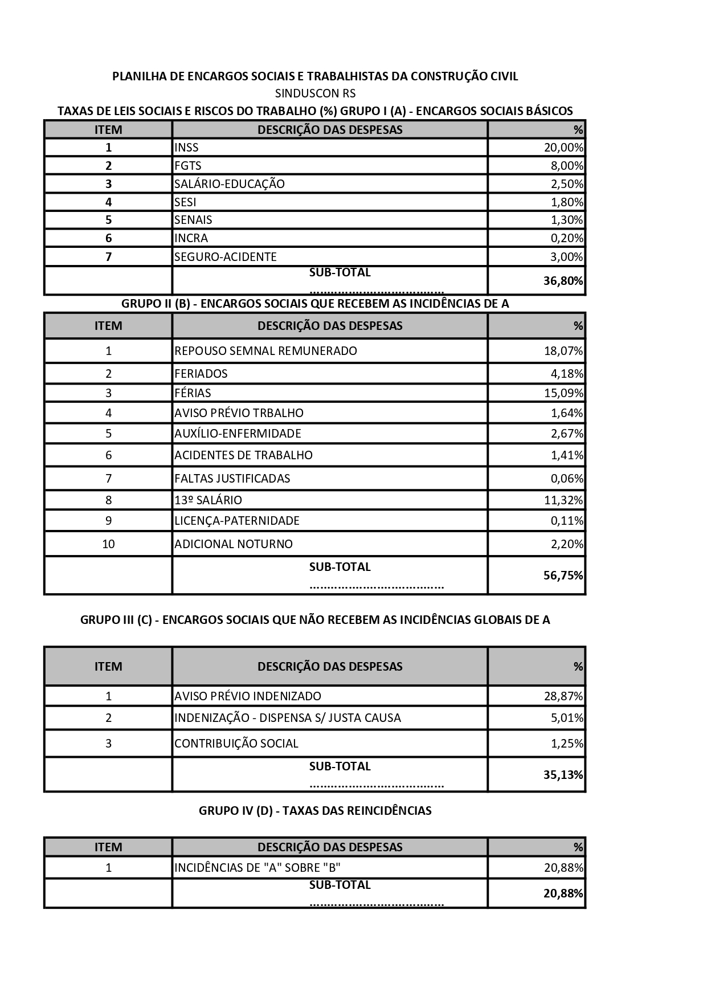 PLANILHA DE ENCARGOS SOCIAIS E TRABALHISTAS DA CONSTRUÇÃO CIVIL
SINDUSCON RS
TAXAS DE LEIS SOCIAIS E RISCOS DO TRABALHO (%) GRUPO I (A) - ENCARGOS SOCIAIS BÁSICOS
ITEM DESCRIÇÃO DAS DESPESAS %
1 INSS 20,00%
2 FGTS 8,00%
3 SALÁRIO-EDUCAÇÃO 2,50%
4 SESI 1,80%
5 SENAIS 1,30%
6 INCRA 0,20%
7 SEGURO-ACIDENTE 3,00%
SUB-TOTAL
....................................... 36,80%
GRUPO II (B) - ENCARGOS SOCIAIS QUE RECEBEM AS INCIDÊNCIAS DE A
ITEM DESCRIÇÃO DAS DESPESAS %
1 REPOUSO SEMNAL REMUNERADO 18,07%
2 FERIADOS 4,18%
3 FÉRIAS 15,09%
4 AVISO PRÉVIO TRBALHO 1,64%
5 AUXÍLIO-ENFERMIDADE 2,67%
6 ACIDENTES DE TRABALHO 1,41%
7 FALTAS JUSTIFICADAS 0,06%
8 13º SALÁRIO 11,32%
9 LICENÇA-PATERNIDADE 0,11%
10 ADICIONAL NOTURNO 2,20%
SUB-TOTAL
....................................... 56,75%
GRUPO III (C) - ENCARGOS SOCIAIS QUE NÃO RECEBEM AS INCIDÊNCIAS GLOBAIS DE A
ITEM DESCRIÇÃO DAS DESPESAS %
1 AVISO PRÉVIO INDENIZADO 28,87%
2 INDENIZAÇÃO - DISPENSA S/ JUSTA CAUSA 5,01%
3 CONTRIBUIÇÃO SOCIAL 1,25%
SUB-TOTAL
....................................... 35,13%
GRUPO IV (D) - TAXAS DAS REINCIDÊNCIAS
ITEM DESCRIÇÃO DAS DESPESAS %
1 INCIDÊNCIAS DE "A" SOBRE "B" 20,88%
SUB-TOTAL
....................................... 20,88%